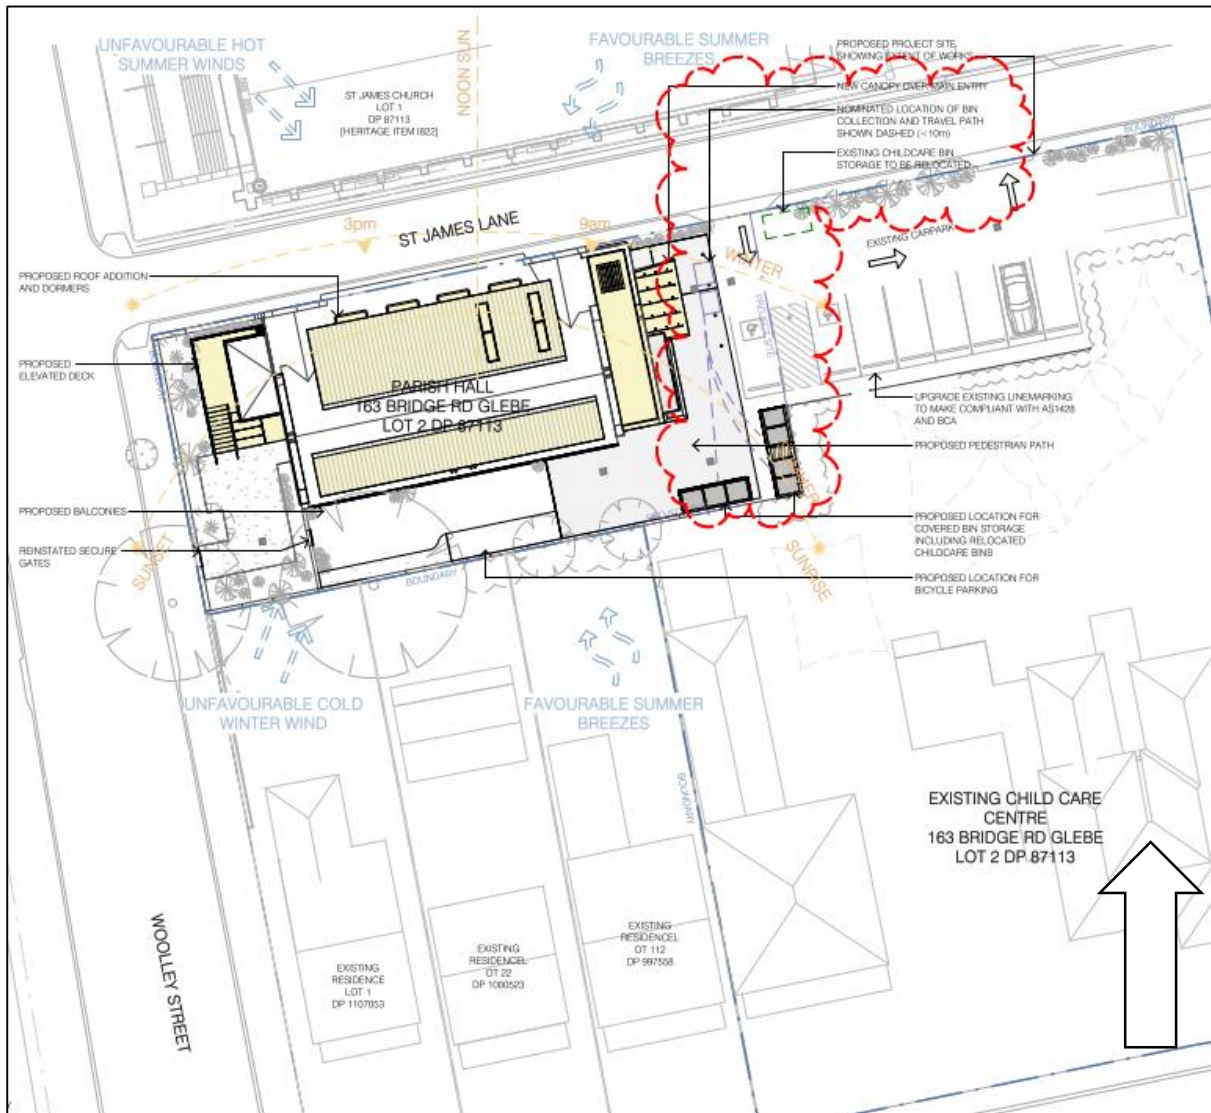 UNFAVOURABLE HOT
SUMMER WINDS
NOON SUN
FAVOURABLE SUMMER
BREEZES
PROPOSED PROJECT SITE
SHOWING EXTENT OF WORKS
NEW CANOPY OVER MAIN ENTRY
NOMINATED LOCATION OF BIN
COLLECTION AND TRAVEL PATH
SHOWN DASHED (<10m)
EXISTING CHILDCARE BIN
STORAGE TO BE RELOCATED
BOUNDARY
ST JAMES CHURCH
LOT 1
DP 87113
[HERITAGE ITEM I822]
ST JAMES LANE
3pm
9am
WINTER
EXISTING CARPARK
PROPOSED ROOF ADDITION
AND DORMERS
PROPOSED
ELEVATED DECK
BOUNDARY
PARISH HALL
163 BRIDGE RD GLEBE
LOT 2 DP 87113
PROJECT SITE
UPGRADE EXISTING LINEMARKING
TO MAKE COMPLIANT WITH AS1428
AND BCA
PROPOSED PEDESTRIAN PATH
PROPOSED BALCONIES
REINSTATED SECURE
GATES
SUNSET
SUMMER
SUNRISE
PROPOSED LOCATION FOR
COVERED BIN STORAGE
INCLUDING RELOCATED
CHILDCARE BINS
BOUNDARY
PROPOSED LOCATION FOR
BICYCLE PARKING
UNFAVOURABLE COLD
WINTER WIND
FAVOURABLE SUMMER
BREEZES
BOUNDARY
EXISTING CHILD CARE
CENTRE
163 BRIDGE RD GLEBE
LOT 2 DP 87113
WOOLLEY STREET
EXISTING
RESIDENCE
LOT 1
DP 1107053
EXISTING
RESIDENCEL
OT 22
DP 1000523
EXISTING
RESIDENCEL
OT 112
DP 997558